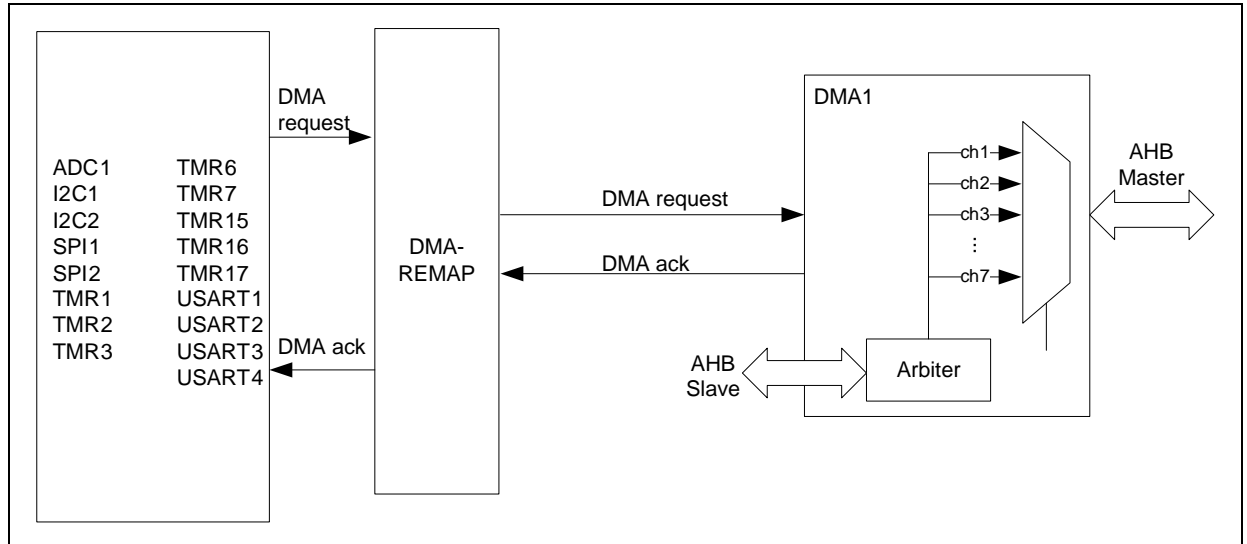 DMA
request
ADC1
I2C1
I2C2
SPI1
SPI2
TMR1
TMR2
TMR3
TMR6
TMR7
TMR15
TMR16
TMR17
USART1
USART2
USART3
USART4
DMA ack
DMA-
REMAP
DMA request
DMA ack
DMA1
ch1
ch2
ch3
...
ch7
Arbiter
AHB
Slave
AHB
Master